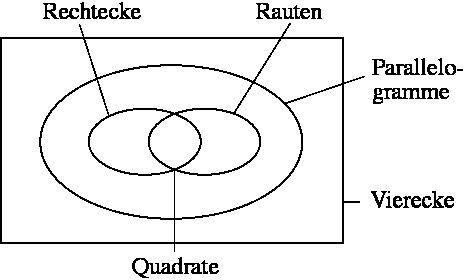 Rechtecke
Rauten
Parallelo-
gramme
Vierecke
Quadrate